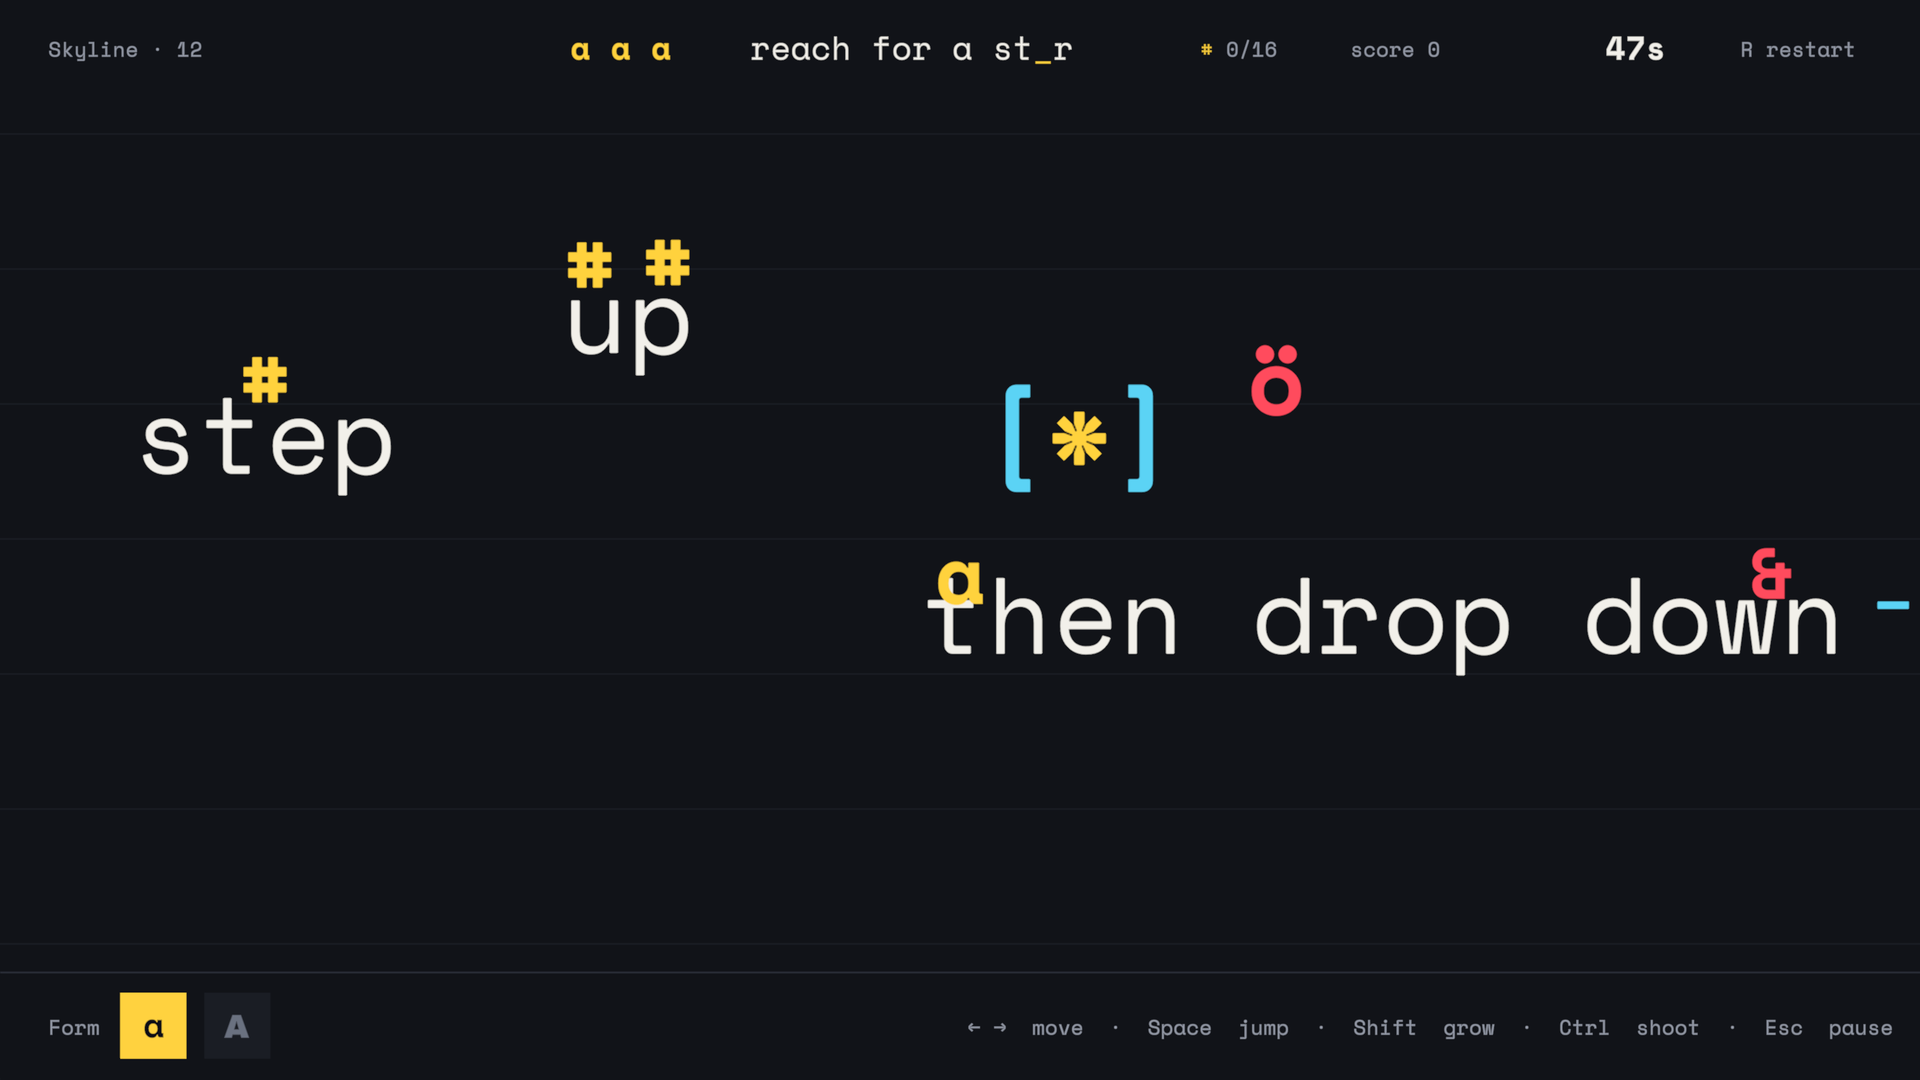 Skyline · 12 a a a reach for a st_r # 0/16 score 0 47s R restart
# #
up
#
step
ö
[*]
a &
then drop down -
Form a A ← → move · Space jump · Shift grow · Ctrl shoot · Esc pause